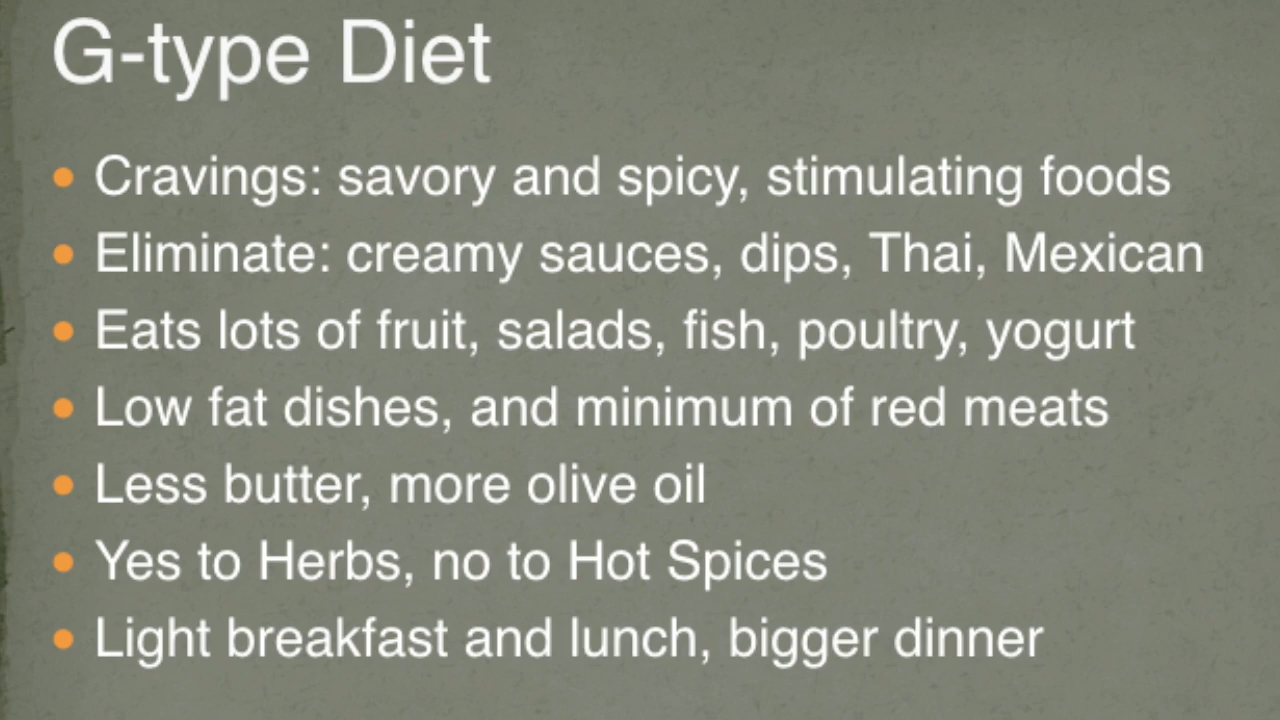 G-type Diet
• Cravings: savory and spicy, stimulating foods
• Eliminate: creamy sauces, dips, Thai, Mexican
• Eats lots of fruit, salads, fish, poultry, yogurt
• Low fat dishes, and minimum of red meats
• Less butter, more olive oil
• Yes to Herbs, no to Hot Spices
• Light breakfast and lunch, bigger dinner